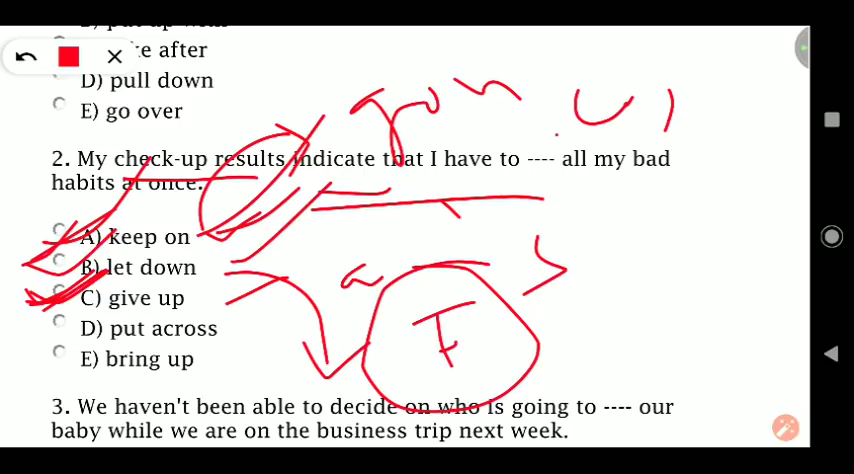 D) pull down
E) go over
2. My check-up results indicate that I have to ---- all my bad
habits at once.
A) keep on
B) let down
C) give up
D) put across
E) bring up
3. We haven't been able to decide on who is going to ---- our
baby while we are on the business trip next week.